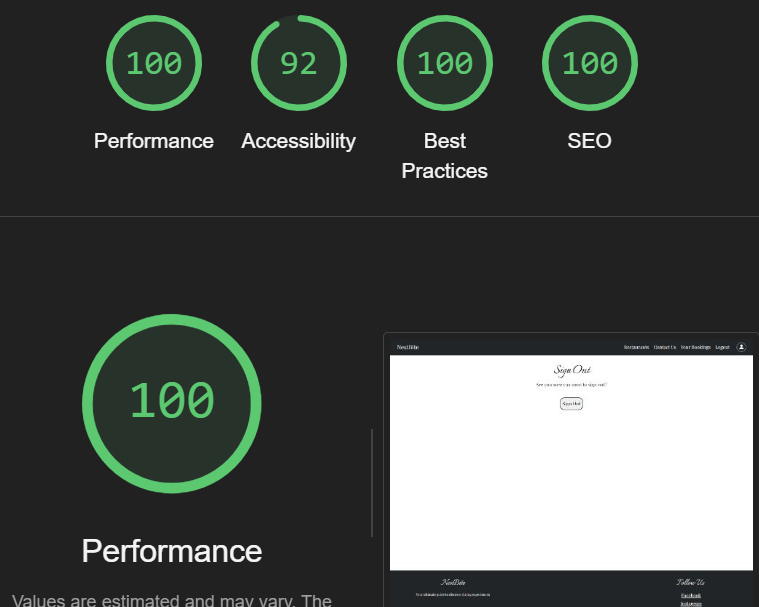 100
92
100
100
Performance
Accessibility
Best
Practices
SEO
100
Performance
Values are estimated and may vary. The
NextBite
Restaurants Contact Us Your Bookings Logout
Sign Out
Are you sure you want to sign out?
Sign Out
NextBite
Follow Us
Facebook
Instagram